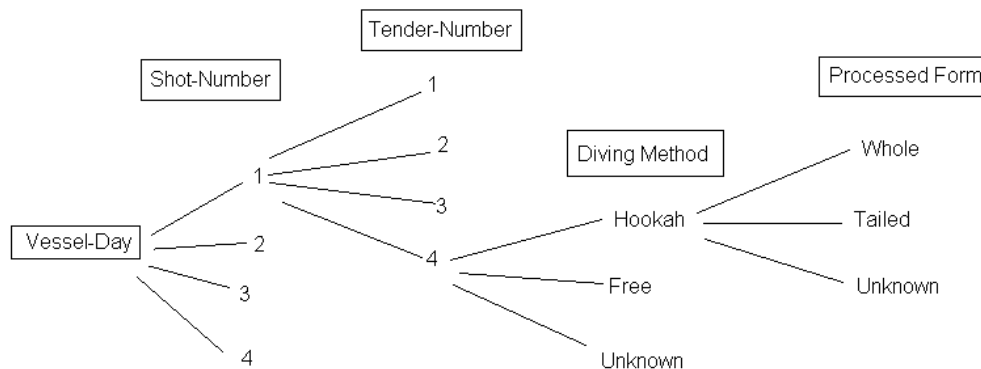 Tender-Number
Shot-Number
Processed Form
1
2
Diving Method
Whole
1
3
Hookah
Tailed
Vessel-Day
2
4
3
Free
Unknown
4
Unknown